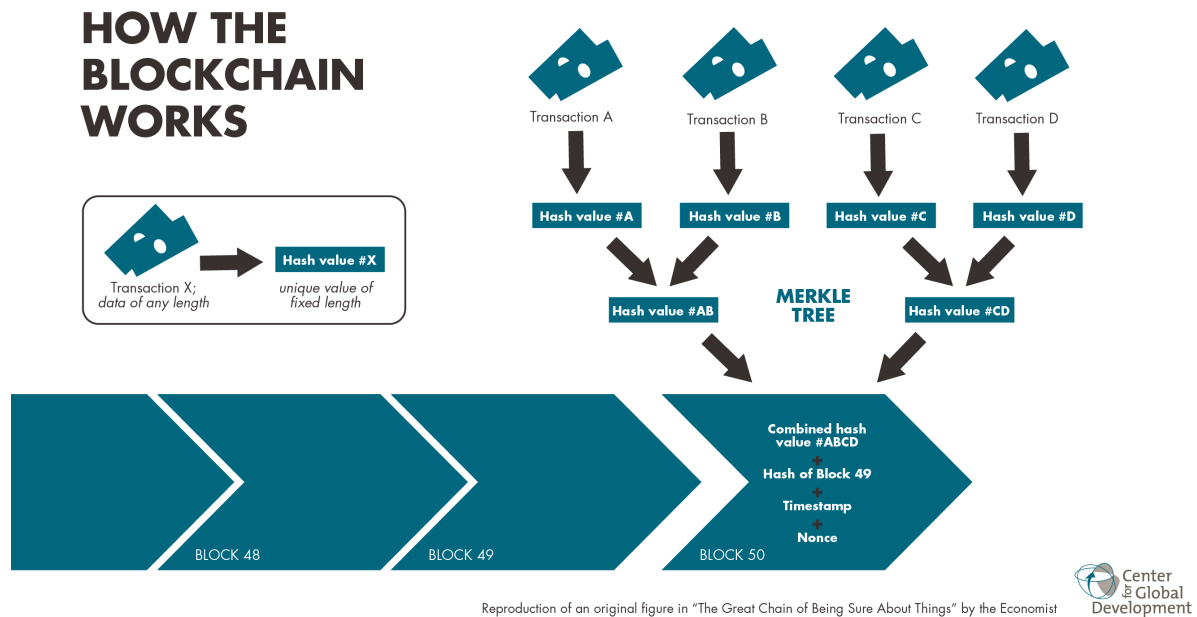 HOW THE
BLOCKCHAIN
WORKS
Transaction A
Transaction B
Transaction C
Transaction D
Hash value #A
Hash value #B
Hash value #C
Hash value #D
Transaction X;
data of any length
Hash value #X
unique value of
fixed length
Hash value #AB
MERKLE
TREE
Hash value #CD
Combined hash
value #ABCD
+
Hash of Block 49
+
Timestamp
+
Nonce
BLOCK 48
BLOCK 49
BLOCK 50
Reproduction of an original figure in “The Great Chain of Being Sure About Things” by the Economist
Center
for Global
Development